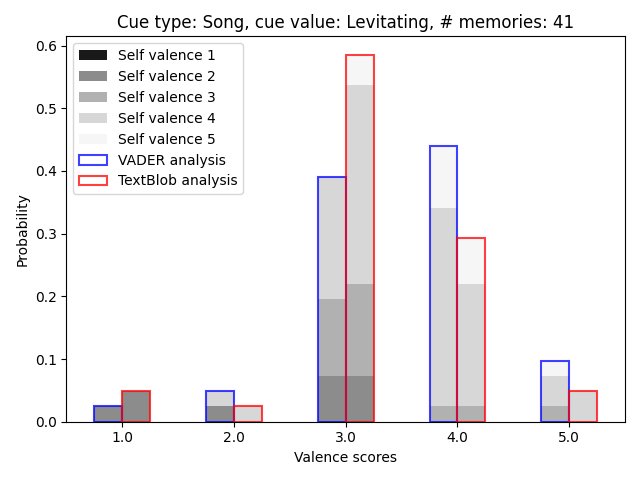 Cue type: Song, cue value: Levitating, # memories: 41
Self valence 1
Self valence 2
Self valence 3
Self valence 4
Self valence 5
VADER analysis
TextBlob analysis
Probability
0.6
0.5
0.4
0.3
0.2
0.1
0.0
1.0 2.0 3.0 4.0 5.0
Valence scores